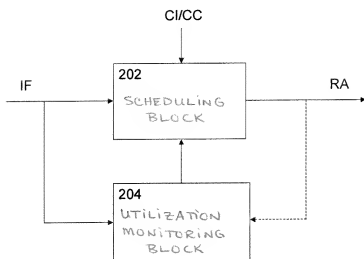 CI/CC
202
IF
RA
SCHEDULING
BLOCK
204
UTILIZATION
MONITORING
BLOCK